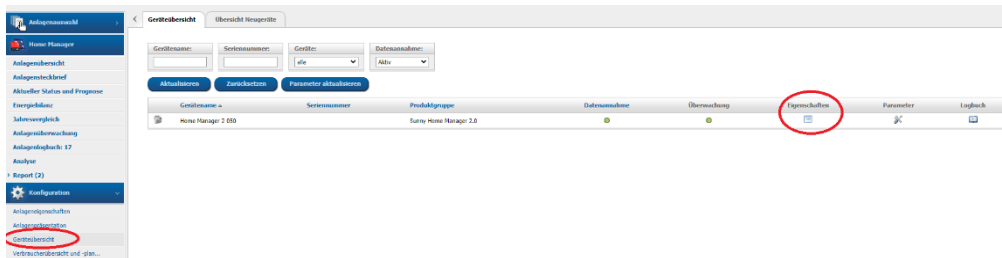 Anlagenauswahl
Home Manager
Anlagenübersicht
Anlagensteckbrief
Aktueller Status und Prognose
Energiebilanz
Jahresvergleich
Anlagenüberwachung
Anlagenlogbuch: 17
Analyse
Report (2)
Konfiguration
Anlageneigenschaften
Anlagenpräsentation
Geräteübersicht
Verbraucherübersicht und -plan...
Geräteübersicht Übersicht Neugeräte
Gerätename: Seriennummer: Geräte: Datenannahme:
alle Aktiv
Aktualisieren Zurücksetzen Parameter aktualisieren
Gerätename Seriennummer Produktgruppe Datenannahme Überwachung Eigenschaften Parameter Logbuch
Home Manager 2 050 Sunny Home Manager 2.0